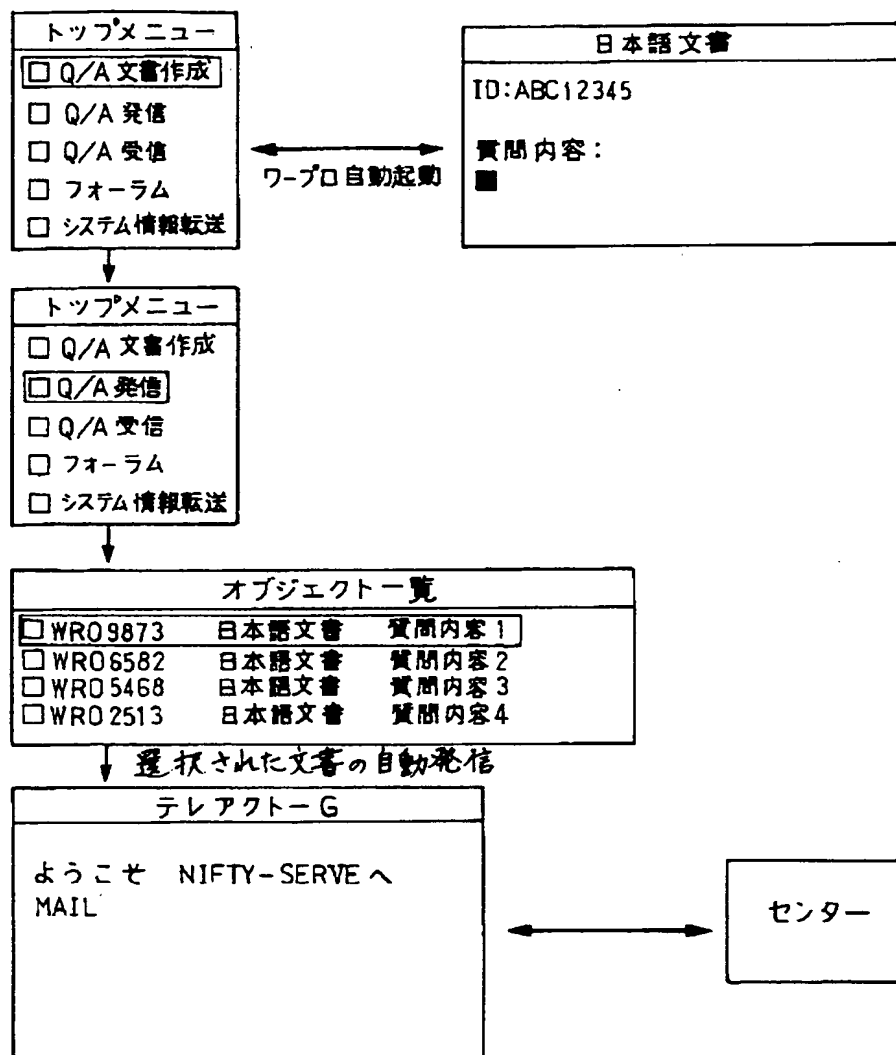 トップメニュー
□ Q/A 文書作成
□ Q/A 発信
□ Q/A 受信
□ フォーラム
□ システム情報転送
ワープロ自動起動
日本語文書
ID:ABC12345
質問内容:
トップメニュー
□ Q/A 文書作成
□ Q/A 発信
□ Q/A 受信
□ フォーラム
□ システム情報転送
オブジェクト一覧
□ WRO9873 日本語文書 質問内容1
□ WRO6582 日本語文書 質問内容2
□ WRO5468 日本語文書 質問内容3
□ WRO2513 日本語文書 質問内容4
選択された文書の自動発信
テレアクトーG
ようこそ NIFTY-SERVEへ
MAIL
センター